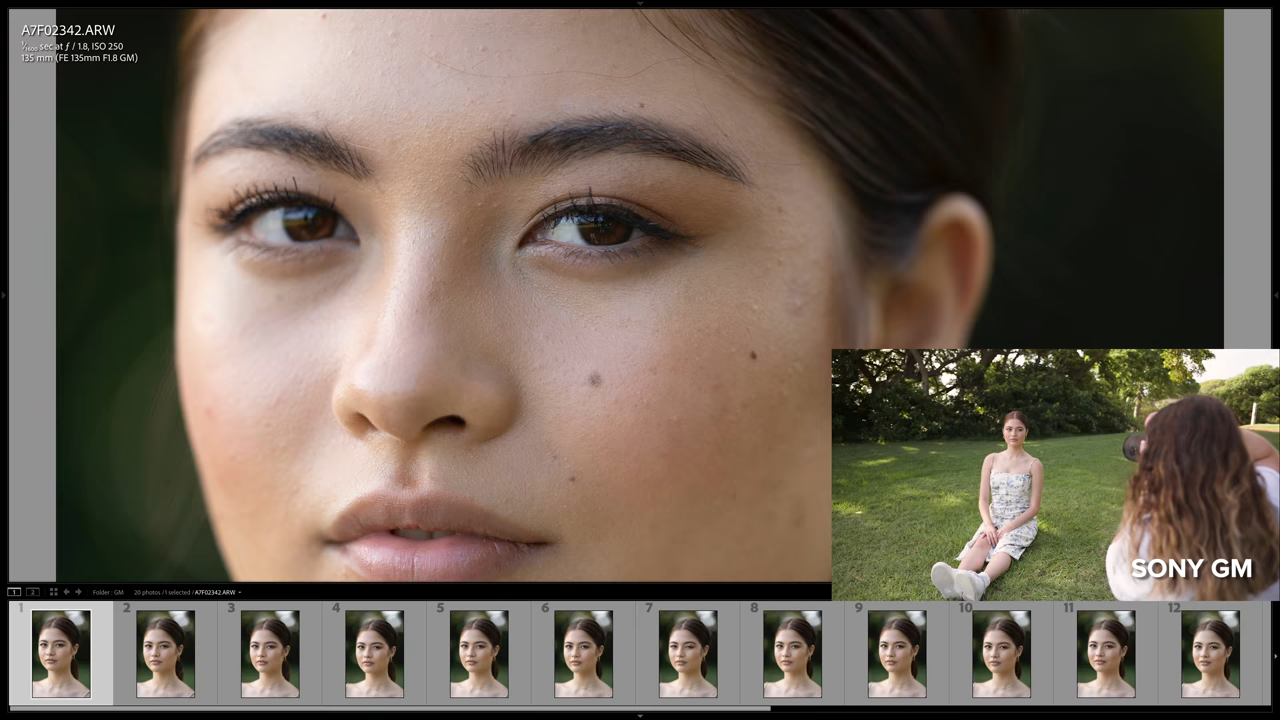 A7F02342.ARW
1/1600 sec at ƒ / 1.8, ISO 250
135 mm (FE 135mm F1.8 GM)
SONY GM
1 2 Folder : GM 20 photos / 1 selected / A7F02342.ARW
1 2 3 4 5 6 7 8 9 10 11 12